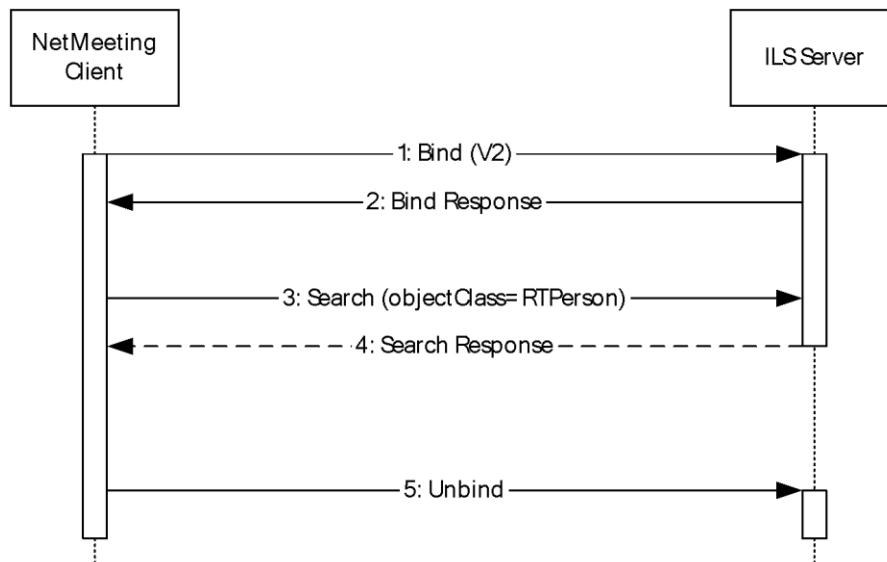 NetMeeting
Client
ILS Server
1: Bind (V2)
2: Bind Response
3: Search (objectClass=RTPerson)
4: Search Response
5: Unbind